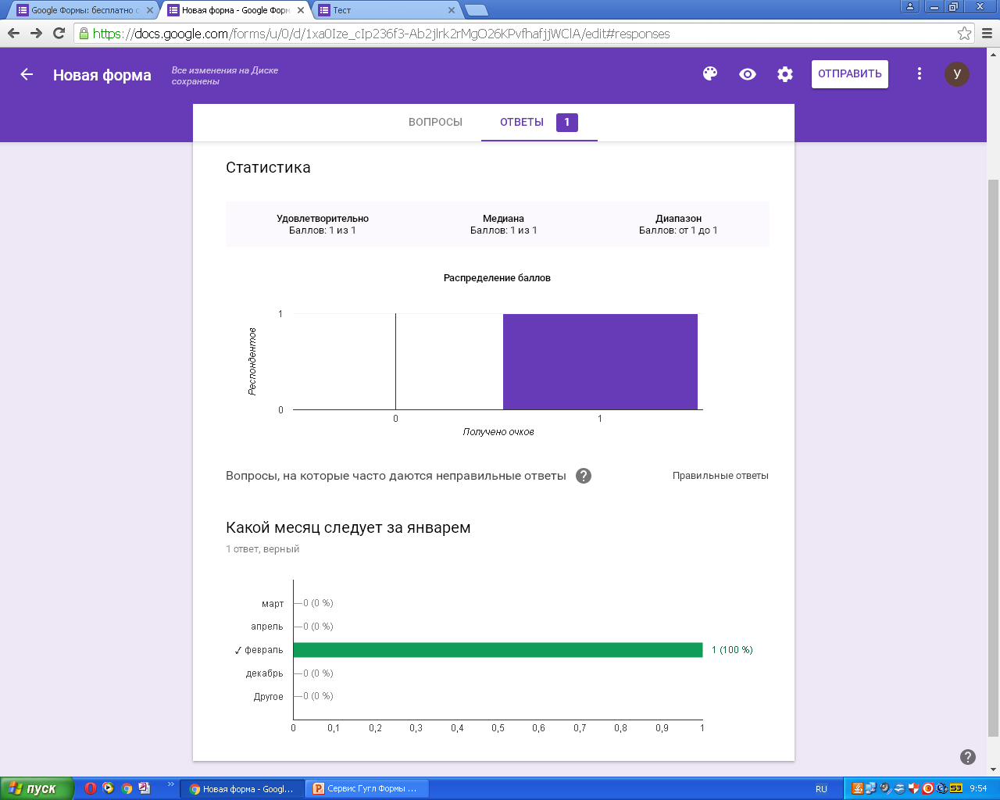 Google Формы: бесплатно с
Новая форма - Google Форм
Тест
https://docs.google.com/forms/u/0/d/1xa0Ize_cIp236f3-Ab2jlrk2rMgO26KPvfhafjjWClA/edit#responses
Новая форма
Все изменения на Диске
сохранены
ОТПРАВИТЬ
У
ВОПРОСЫ
ОТВЕТЫ 1
Статистика
Удовлетворительно Медиана Диапазон
Баллов: 1 из 1 Баллов: 1 из 1 Баллов: от 1 до 1
Распределение баллов
1
Респондентов
0
0 1
Получено очков
Вопросы, на которые часто даются неправильные ответы ? Правильные ответы
Какой месяц следует за январем
1 ответ, верный
март 0 (0 %)
апрель 0 (0 %)
✓ февраль 1 (100 %)
декабрь 0 (0 %)
Другое 0 (0 %)
0 0,1 0,2 0,3 0,4 0,5 0,6 0,7 0,8 0,9 1
?
пуск
Новая форма - Googl...
Сервис Гугл Формы ...
RU
9:54